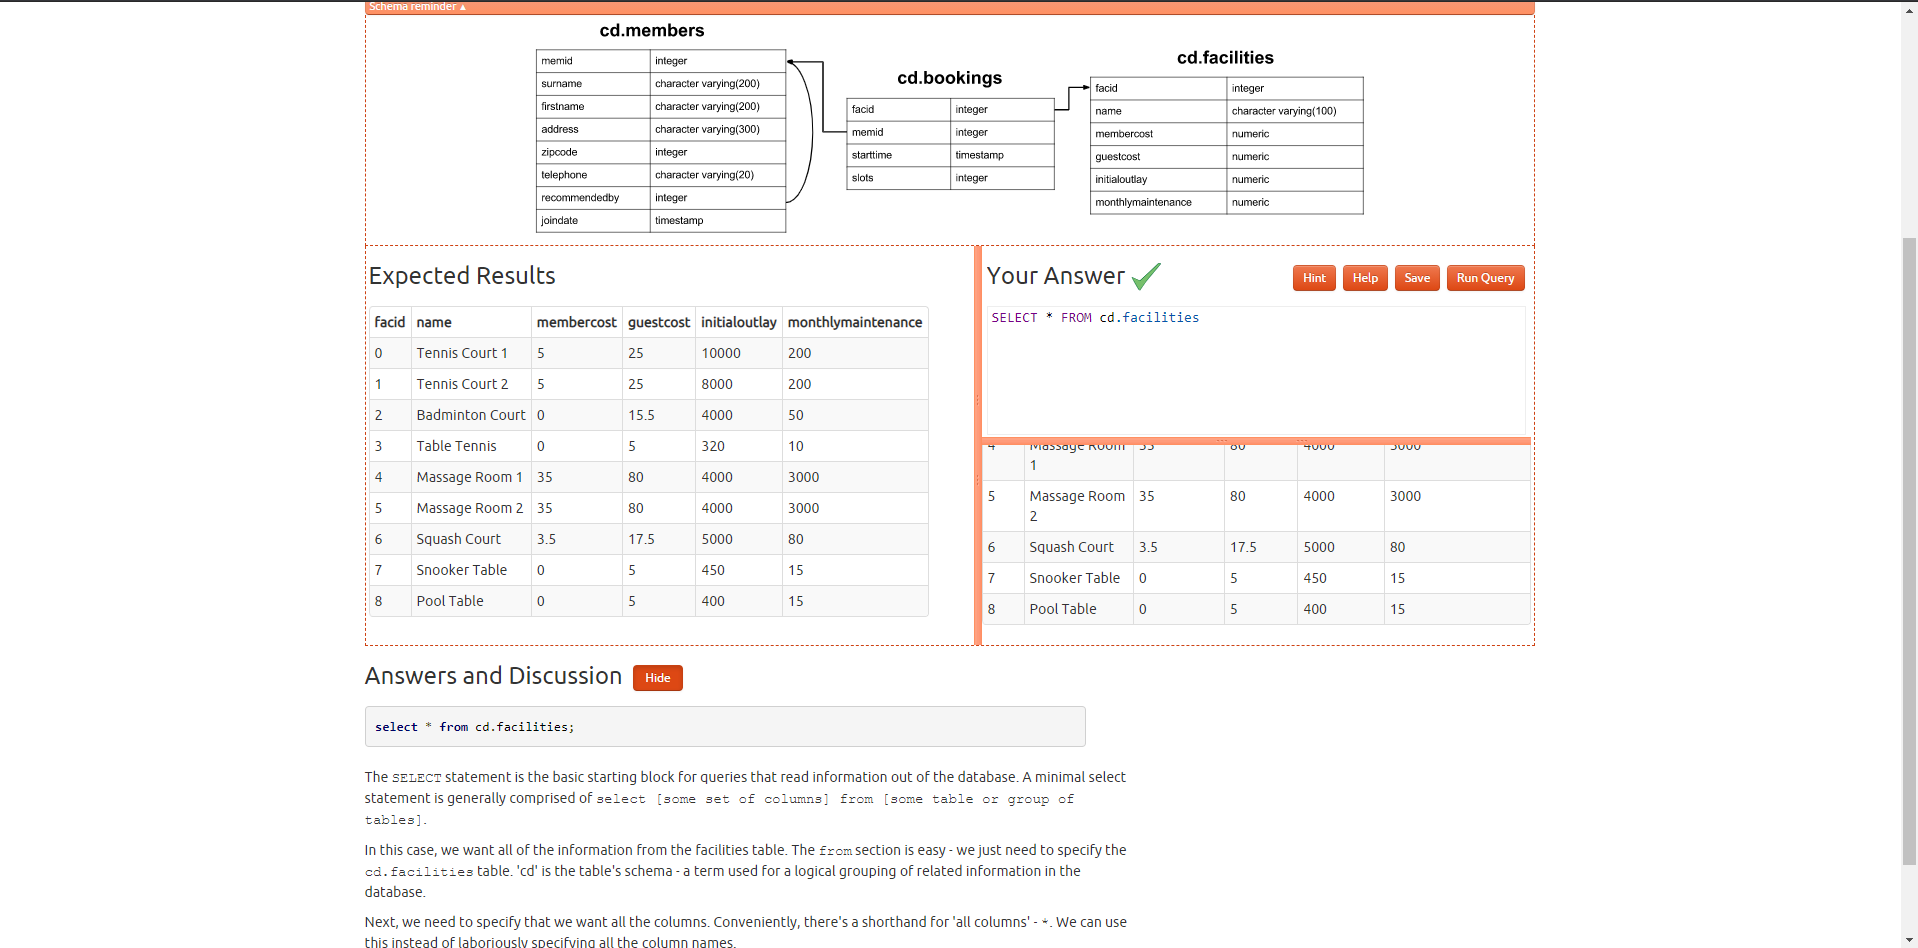 Schema reminder ▲
cd.members
memid integer
surname character varying(200)
firstname character varying(200)
address character varying(300)
zipcode integer
telephone character varying(20)
recommendedby integer
joindate timestamp
cd.bookings
facid integer
memid integer
starttime timestamp
slots integer
cd.facilities
facid integer
name character varying(100)
membercost numeric
guestcost numeric
initialoutlay numeric
monthlymaintenance numeric
Expected Results
facid name membercost guestcost initialoutlay monthlymaintenance
0 Tennis Court 1 5 25 10000 200
1 Tennis Court 2 5 25 8000 200
2 Badminton Court 0 15.5 4000 50
3 Table Tennis 0 5 320 10
4 Massage Room 1 35 80 4000 3000
5 Massage Room 2 35 80 4000 3000
6 Squash Court 3.5 17.5 5000 80
7 Snooker Table 0 5 450 15
8 Pool Table 0 5 400 15
Your Answer
Hint Help Save Run Query
SELECT * FROM cd.facilities
4 Massage Room 35 80 4000 3000
1
5 Massage Room 35 80 4000 3000
2
6 Squash Court 3.5 17.5 5000 80
7 Snooker Table 0 5 450 15
8 Pool Table 0 5 400 15
Answers and Discussion Hide
select * from cd.facilities;
The SELECT statement is the basic starting block for queries that read information out of the database. A minimal select
statement is generally comprised of select [some set of columns] from [some table or group of
tables].
In this case, we want all of the information from the facilities table. The from section is easy - we just need to specify the
cd.facilities table. 'cd' is the table's schema - a term used for a logical grouping of related information in the
database.
Next, we need to specify that we want all the columns. Conveniently, there's a shorthand for 'all columns' - *. We can use
this instead of laboriously specifying all the column names.